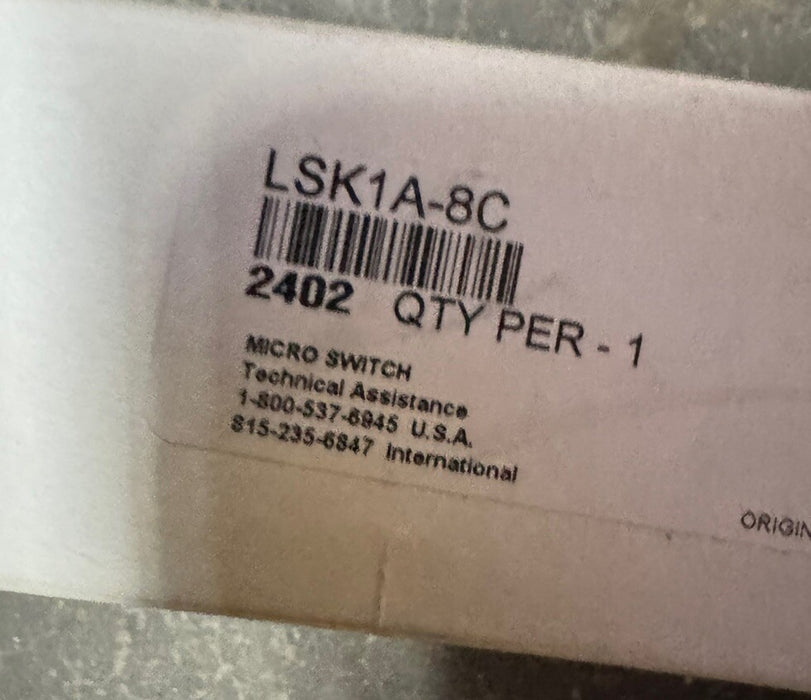 LSK1A-8C
2402 QTY PER - 1
MICRO SWITCH
Technical Assistance
1-800-537-6945 U.S.A.
815-235-6847 International